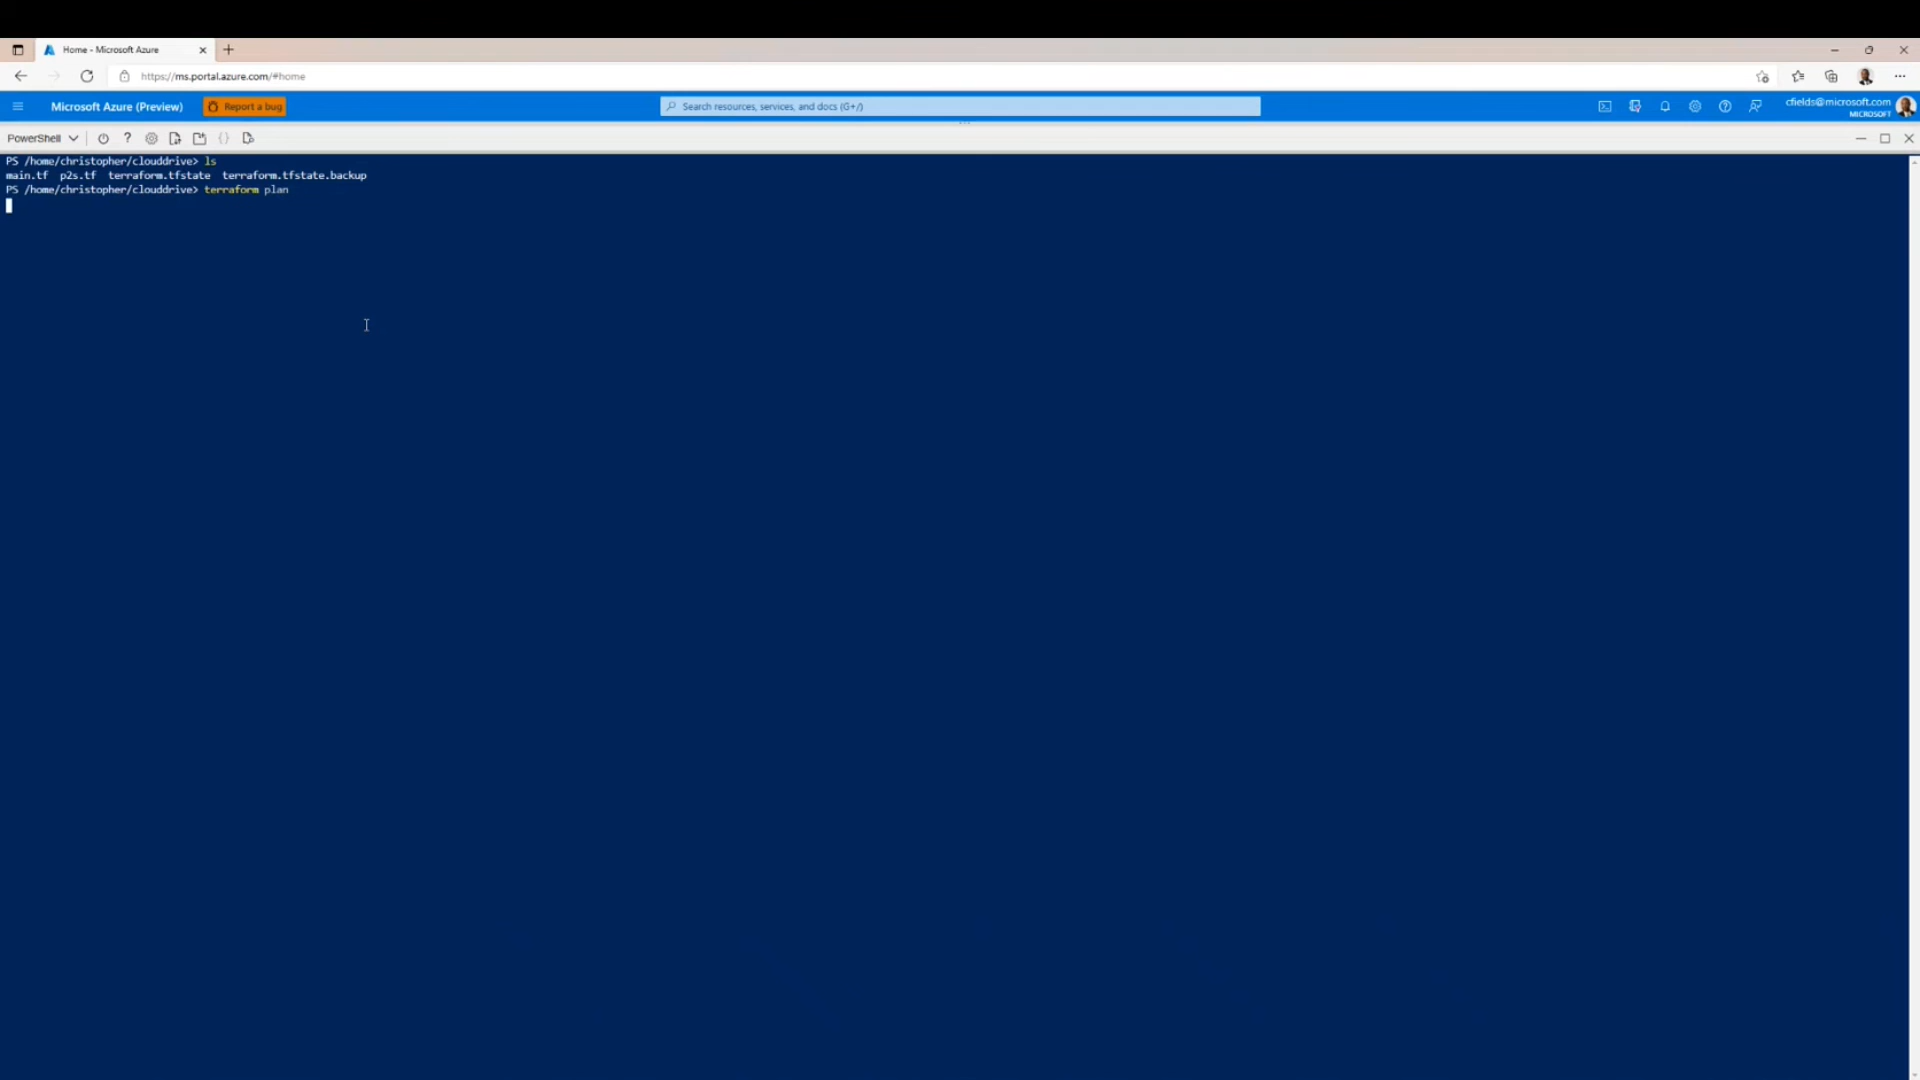 Home - Microsoft Azure
https://ms.portal.azure.com/#home
Microsoft Azure (Preview)
Report a bug
Search resources, services, and docs (G+/)
cfields@microsoft.com
MICROSOFT
PowerShell
PS /home/christopher/clouddrive> ls
main.tf p2s.tf terraform.tfstate terraform.tfstate.backup
PS /home/christopher/clouddrive> terraform plan